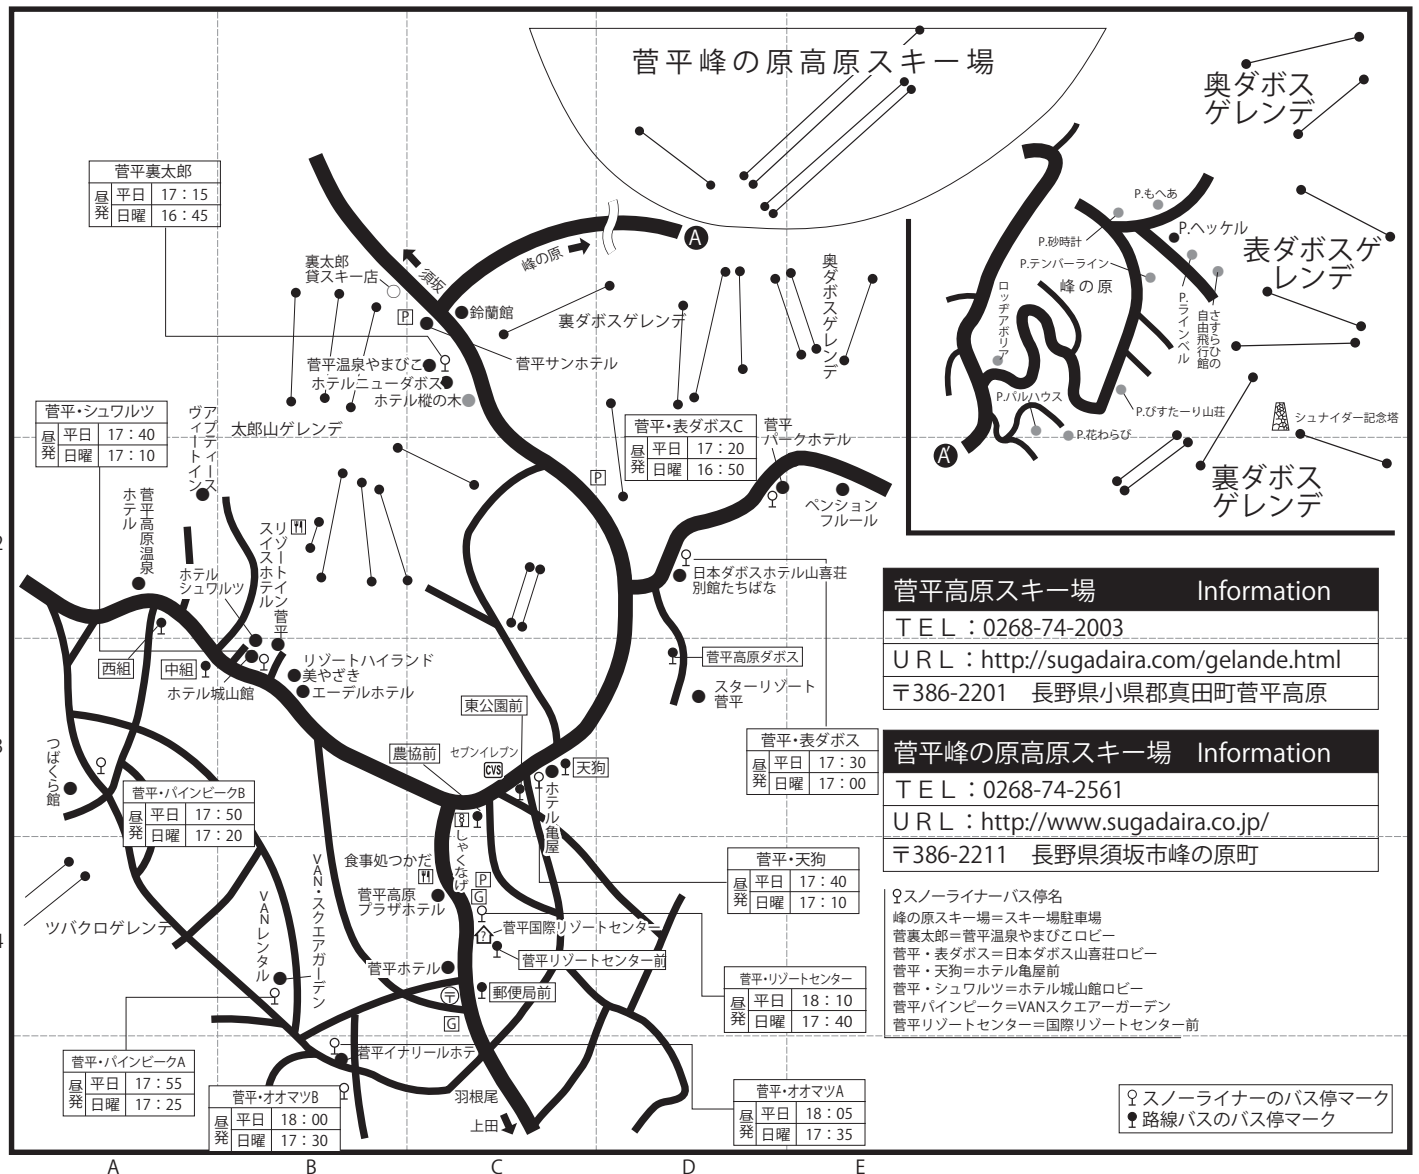 菅平峰の原高原スキー場
奥ダボス
ゲレンデ
菅平裏太郎
昼発
平日 17：15
日曜 16：45
P.もへあ
P.砂時計
P.ヘッケル
P.テンバーライン
峰の原
表ダボスゲ
レンデ
ロッヂアボリア
P.ラインベル
さすらひの
自由飛行館
P.パルハウス
P.花わらび
P.びすたーり山荘
シュナイダー記念塔
A'
裏ダボス
ゲレンデ
裏太郎
貸スキー店
須坂
峰の原
A
P
鈴蘭館
裏ダボスゲレンデ
奥ダボスゲレンデ
菅平サンホテル
菅平温泉やまびこ
ホテルニューダボス
ホテル樅の木
菅平・シュワルツ
昼発
平日 17：40
日曜 17：10
アプティース
ヴィートイン
太郎山ゲレンデ
菅平・表ダボスC
昼発
平日 17：20
日曜 16：50
菅平
パークホテル
P
ペンション
フルール
菅平高原温泉
ホテル
ホテル
シュワルツ
リゾートイン菅平
スイスホテル
日本ダボスホテル山喜荘
別館たちばな
2
菅平高原スキー場 Information
ＴＥＬ：0268-74-2003
ＵＲＬ：http://sugadaira.com/gelande.html
〒386-2201　長野県小県郡真田町菅平高原
西組
中組
ホテル城山館
リゾートハイランド
美やざき
エーデルホテル
菅平高原ダボス
スターリゾート
菅平
東公園前
農協前
セブンイレブン
CVS
天狗
ホテル亀屋
菅平・表ダボス
昼発
平日 17：30
日曜 17：00
菅平峰の原高原スキー場 Information
ＴＥＬ：0268-74-2561
ＵＲＬ：http://www.sugadaira.co.jp/
〒386-2211　長野県須坂市峰の原町
3
つばくら館
菅平・パインビークB
昼発
平日 17：50
日曜 17：20
しゃくなげ
食事処つかだ
P
G
菅平高原
プラザホテル
菅平・天狗
昼発
平日 17：40
日曜 17：10
4
ツバクロゲレンデ
VANレンタル
VAN・スクエアガーデン
?
菅平国際リゾートセンター
菅平リゾートセンター前
菅平ホテル
〒
郵便局前
G
菅平・リゾートセンター
昼発
平日 18：10
日曜 17：40
スノーライナーバス停名
峰の原スキー場＝スキー場駐車場
菅裏太郎＝菅平温泉やまびこロビー
菅平・表ダボス＝日本ダボス山喜荘ロビー
菅平・天狗＝ホテル亀屋前
菅平・シュワルツ＝ホテル城山館ロビー
菅平パインピーク＝VANスクエアーガーデン
菅平リゾートセンター＝国際リゾートセンター前
菅平・パインビークA
昼発
平日 17：55
日曜 17：25
菅平イナリールホテ
菅平・オオマツB
昼発
平日 18：00
日曜 17：30
羽根尾
上田
菅平・オオマツA
昼発
平日 18：05
日曜 17：35
スノーライナーのバス停マーク
路線バスのバス停マーク
A B C D E